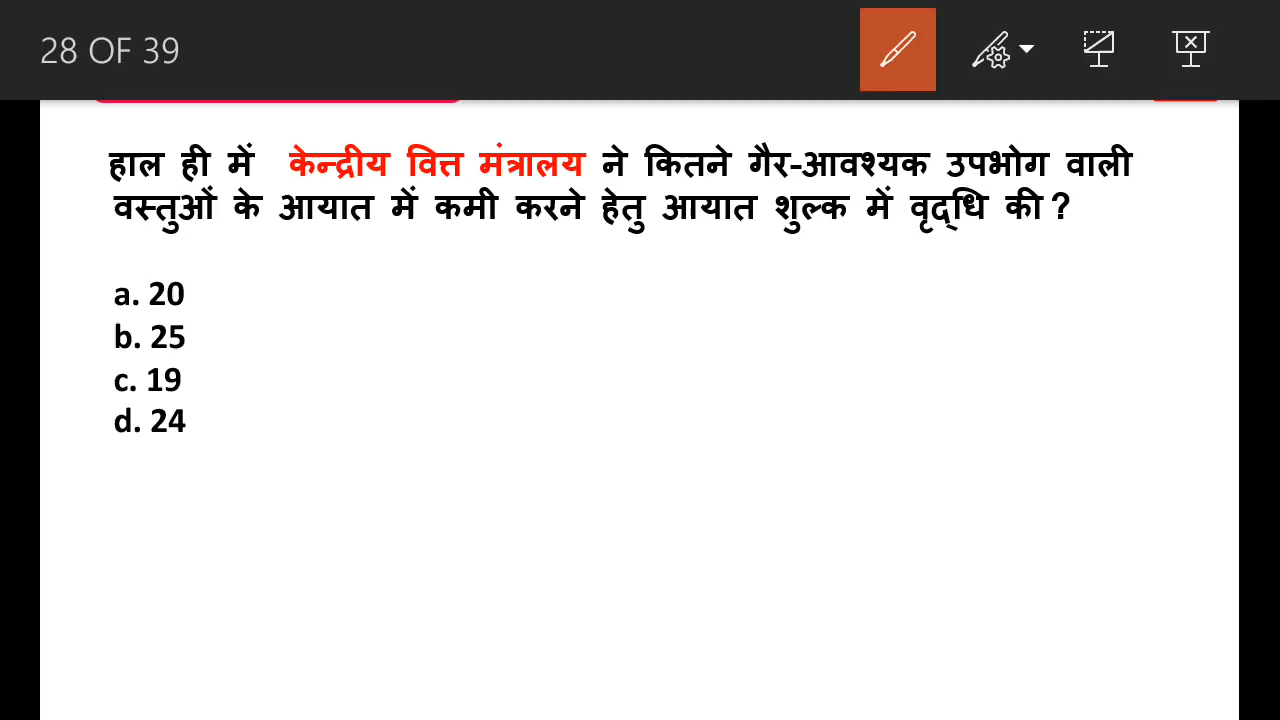 28 OF 39
हाल ही में केन्द्रीय वित्त मंत्रालय ने कितने गैर-आवश्यक उपभोग वाली
वस्तुओं के आयात में कमी करने हेतु आयात शुल्क में वृद्धि की ?
a. 20
b. 25
c. 19
d. 24